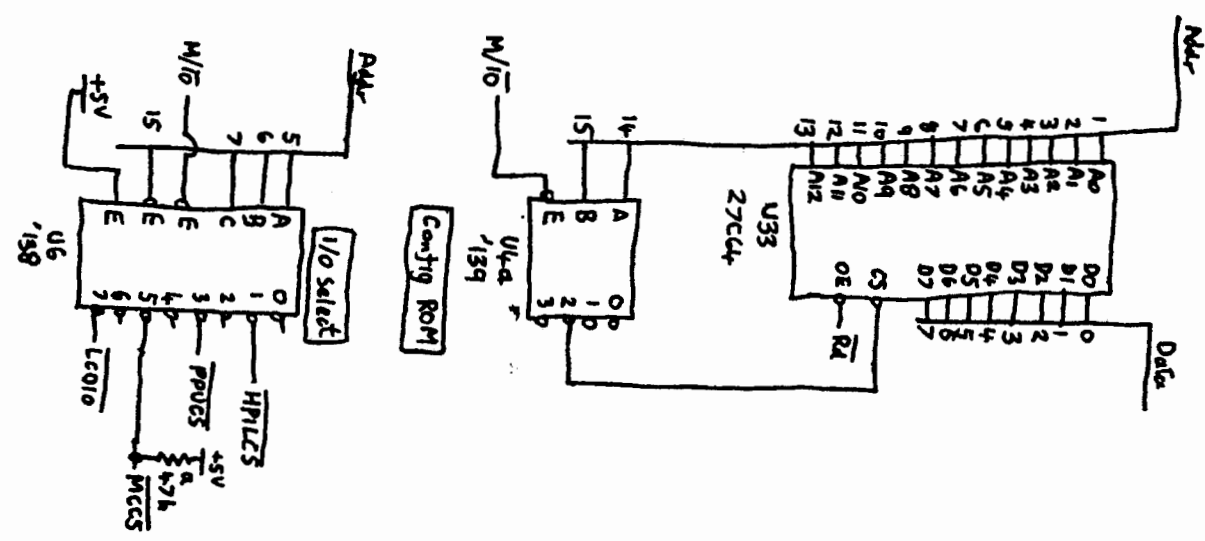 Addr
Data
1 A0 D0 0
2 A1 D1 1
3 A2 D2 2
4 A3 D3 3
5 A4 D4 4
6 A5 D5 5
7 A6 D6 6
8 A7 D7 7
9 A8
10 A9 CS
11 A10 OE Rd
12 A11
13 A12
U33
27C64
14 A 0
1
15 B 2
M/IO E 3
U4a
'139
Config ROM
Addr
I/O select
5 A 0
6 B 1 HPILCS
7 C 2
M/IO E 3 PPUCS
4
+5V
47k
15 E 5 MCCS
6
+5V E 7 LCDIO
U6
'138